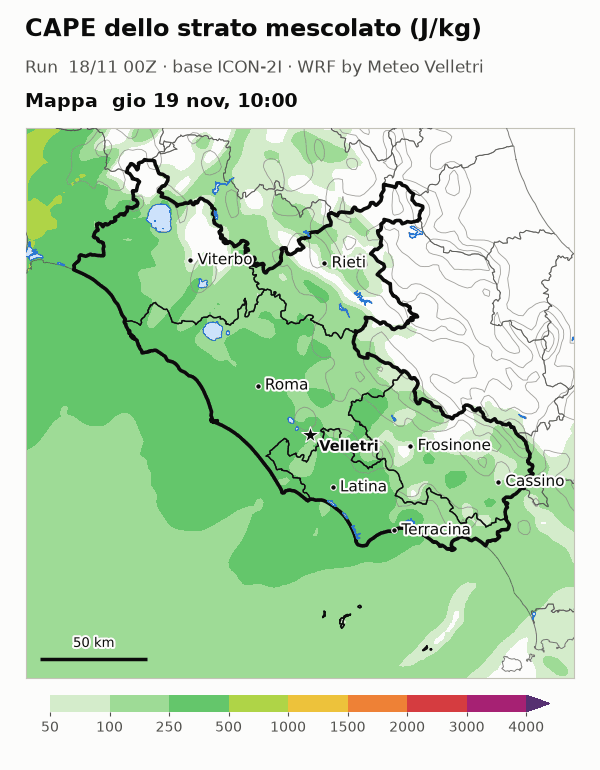 CAPE dello strato mescolato (J/kg)
Run  18/11 00Z · base ICON-2I · WRF by Meteo Velletri
Mappa  gio 19 nov, 10:00
Viterbo
Rieti
Roma
Velletri
Frosinone
Latina
Cassino
Terracina
50 km
50 100 250 500 1000 1500 2000 3000 4000